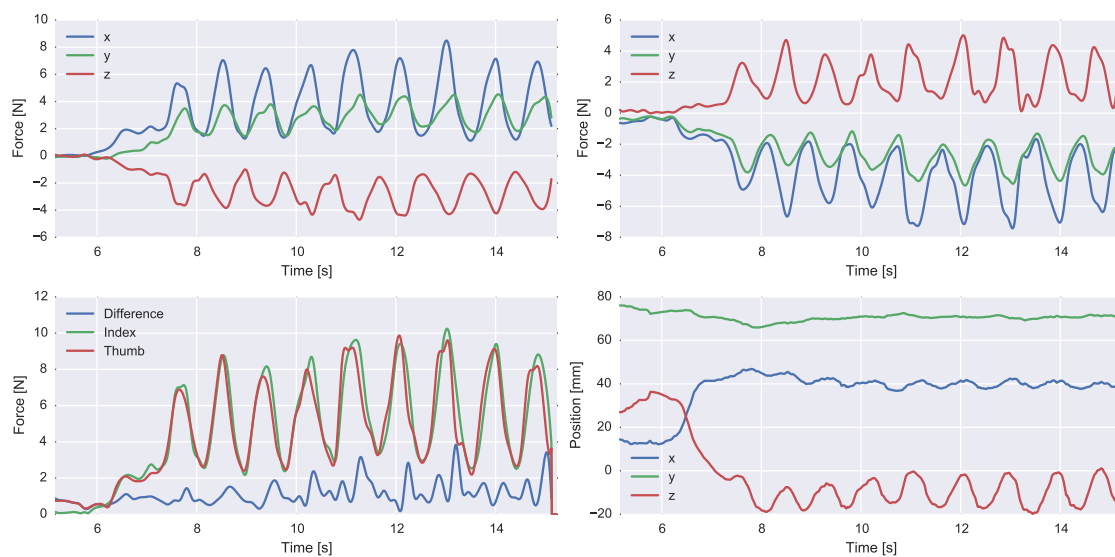 10
8
6
4
2
0
−2
−4
−6
Force [N]
x
y
z
6 8 10 12 14
Time [s]
6
4
2
0
−2
−4
−6
−8
Force [N]
x
y
z
6 8 10 12 14
Time [s]
12
10
8
6
4
2
0
Force [N]
Difference
Index
Thumb
6 8 10 12 14
Time [s]
80
60
40
20
0
−20
Position [mm]
x
y
z
6 8 10 12 14
Time [s]